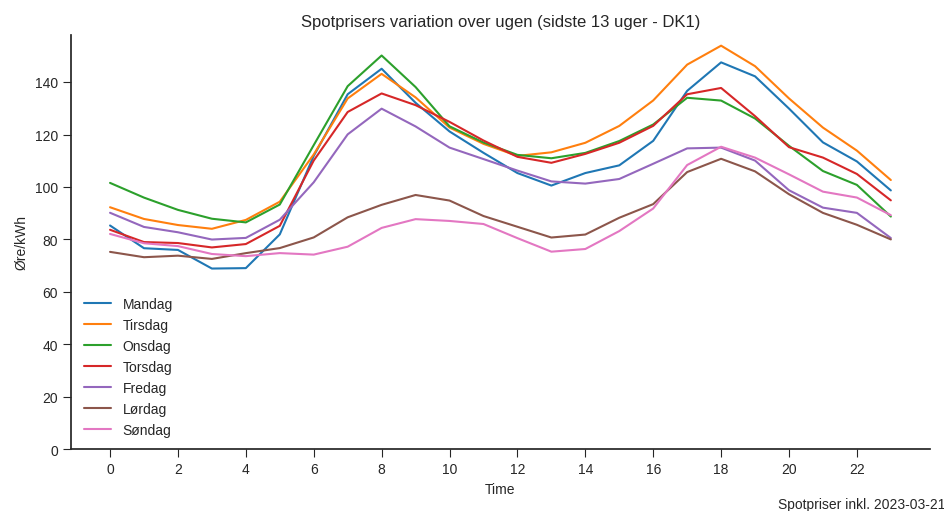 Spotprisers variation over ugen (sidste 13 uger - DK1)
Øre/kWh
140
120
100
80
60
40
20
0
Mandag
Tirsdag
Onsdag
Torsdag
Fredag
Lørdag
Søndag
0 2 4 6 8 10 12 14 16 18 20 22
Time
Spotpriser inkl. 2023-03-21